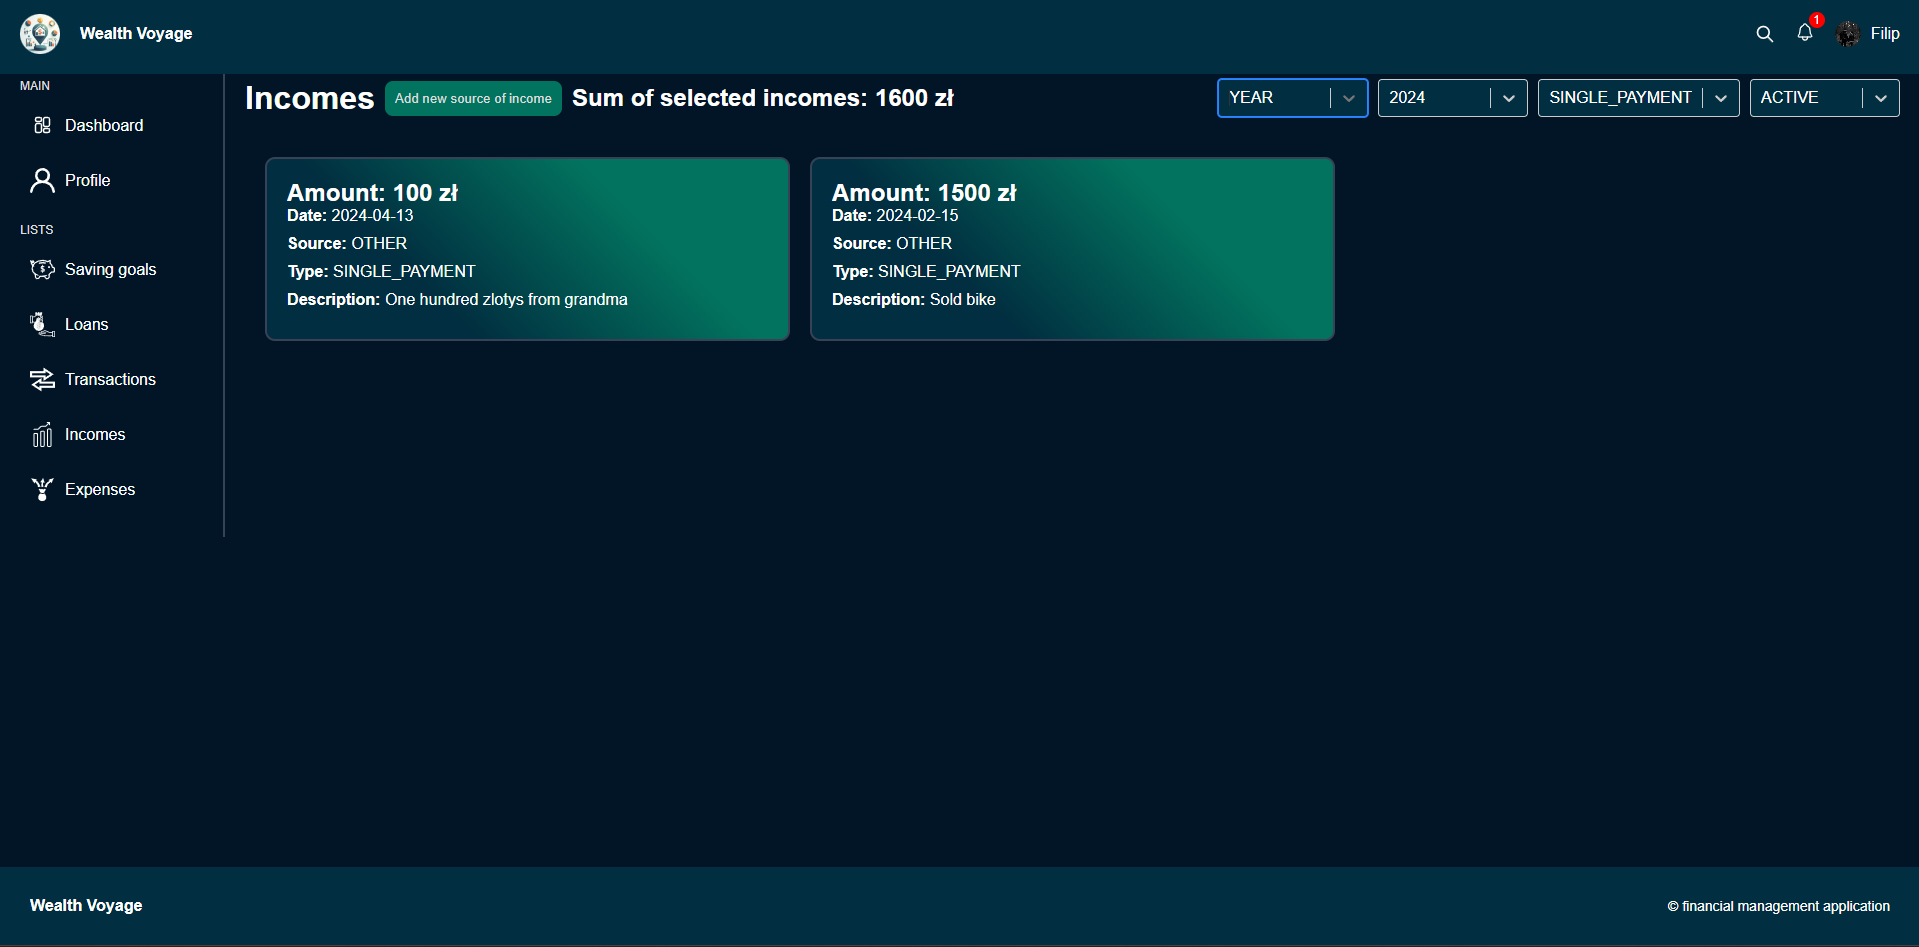 Wealth Voyage
1
Filip
MAIN
Dashboard
Profile
LISTS
Saving goals
Loans
Transactions
Incomes
Expenses
Incomes
Add new source of income
Sum of selected incomes: 1600 zł
YEAR
2024
SINGLE_PAYMENT
ACTIVE
Amount: 100 zł
Date: 2024-04-13
Source: OTHER
Type: SINGLE_PAYMENT
Description: One hundred zlotys from grandma
Amount: 1500 zł
Date: 2024-02-15
Source: OTHER
Type: SINGLE_PAYMENT
Description: Sold bike
Wealth Voyage
© financial management application